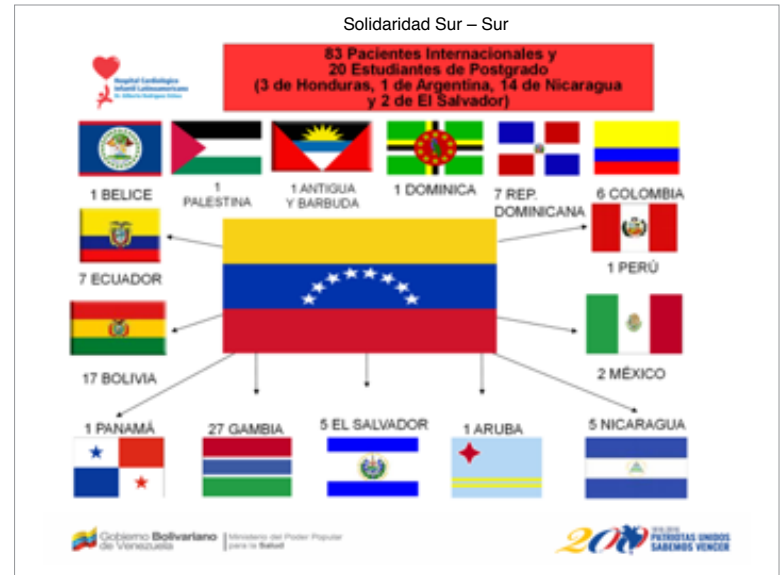 Solidaridad Sur – Sur
83 Pacientes Internacionales y
20 Estudiantes de Postgrado
(3 de Honduras, 1 de Argentina, 14 de Nicaragua
y 2 de El Salvador)
Hospital Cardiológico
Infantil Latinoamericano
1 BELICE
1
PALESTINA
1 ANTIGUA
Y BARBUDA
1 DOMINICA
7 REP.
DOMINICANA
6 COLOMBIA
7 ECUADOR
1 PERÚ
17 BOLIVIA
2 MÉXICO
1 PANAMÁ
27 GAMBIA
5 EL SALVADOR
1 ARUBA
5 NICARAGUA
Gobierno Bolivariano
de Venezuela
Ministerio del Poder Popular
para la Salud
200
PATRIOTAS UNIDOS
SABEMOS VENCER